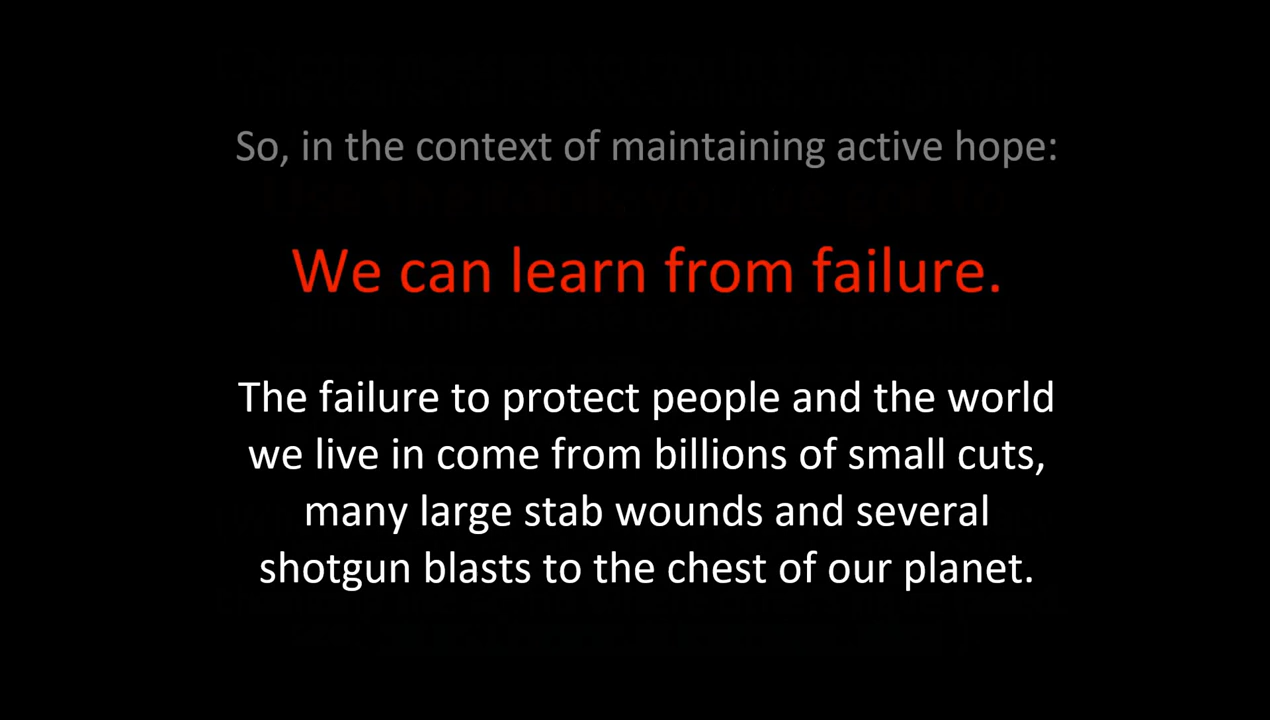 So, in the context of maintaining active hope:
We can learn from failure.
The failure to protect people and the world
we live in come from billions of small cuts,
many large stab wounds and several
shotgun blasts to the chest of our planet.